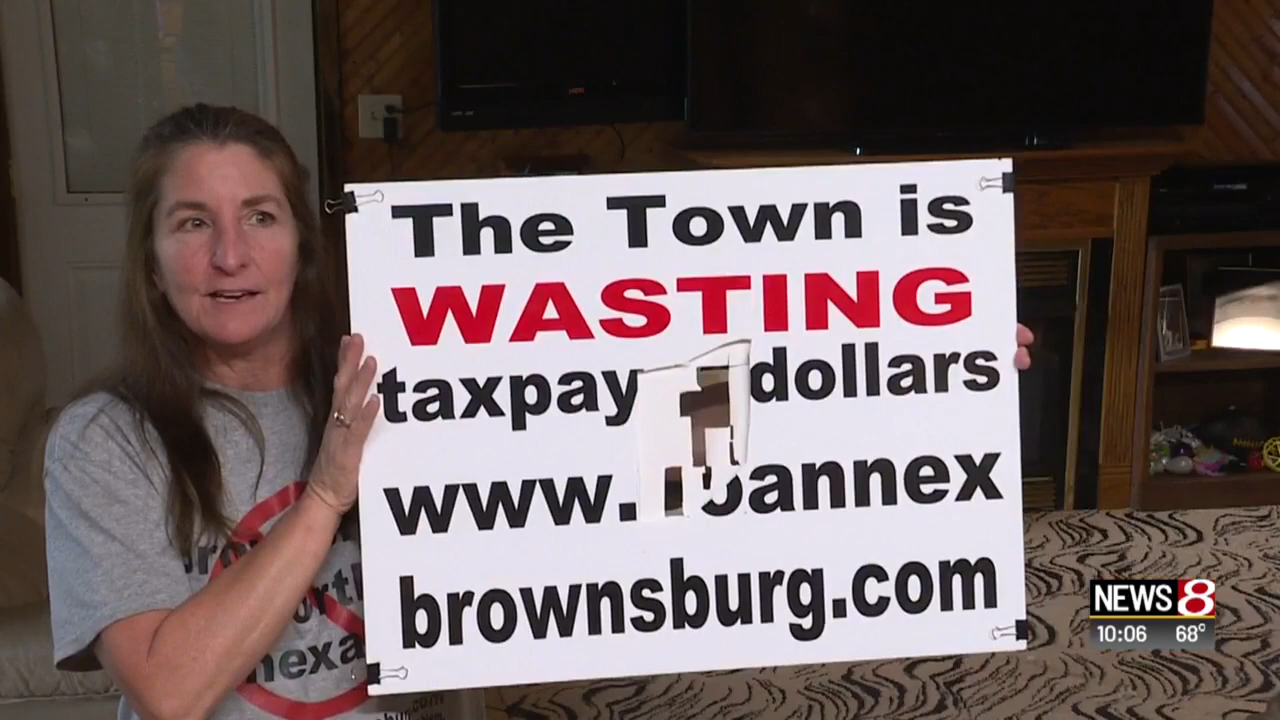 The Town is
WASTING
taxpay dollars
www. annex
brownsburg.com
NEWS 8
10:06 68°